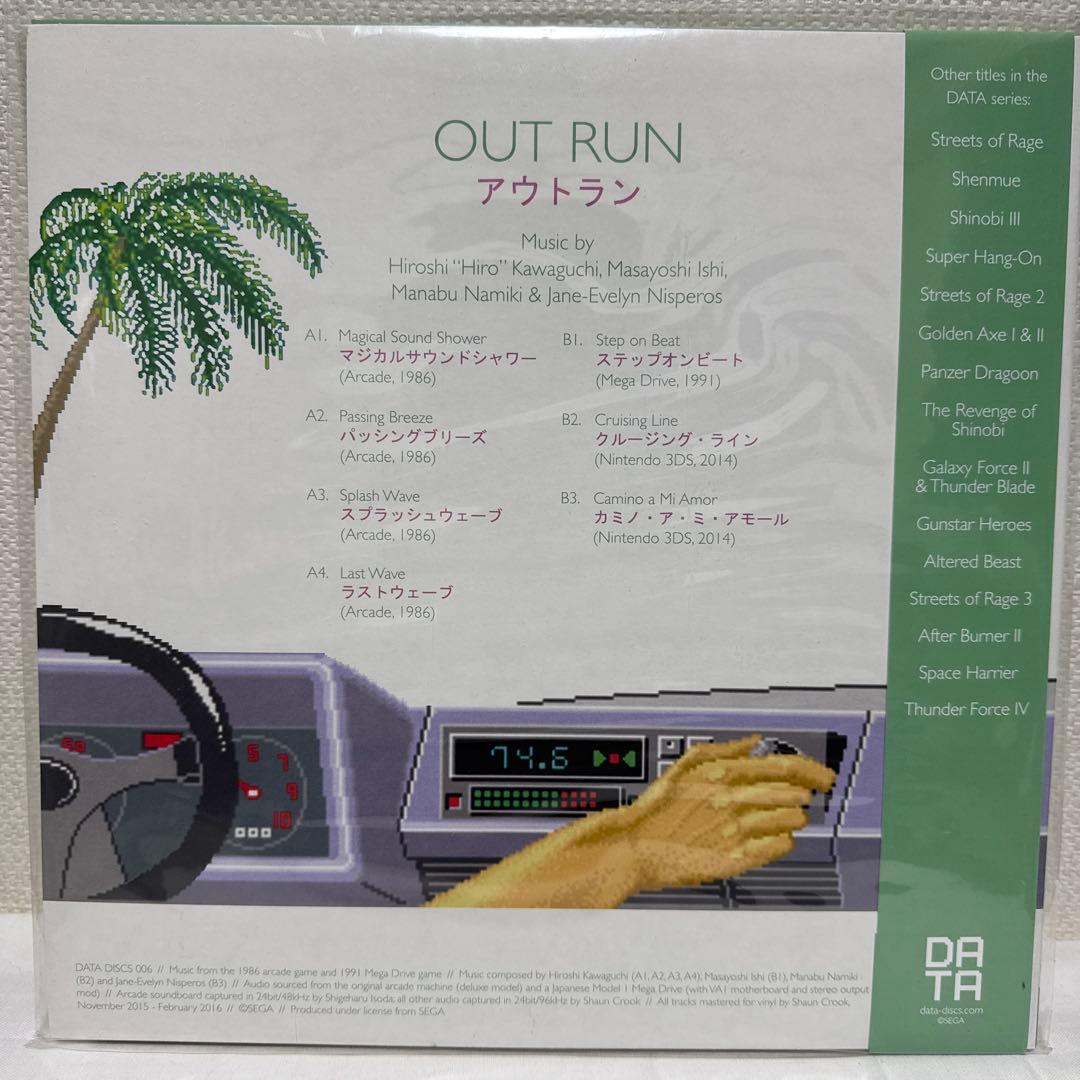 OUT RUN
アウトラン
Music by
Hiroshi “Hiro” Kawaguchi, Masayoshi Ishi,
Manabu Namiki & Jane-Evelyn Nisperos
A1. Magical Sound Shower
マジカルサウンドシャワー
(Arcade, 1986)
A2. Passing Breeze
パッシングブリーズ
(Arcade, 1986)
A3. Splash Wave
スプラッシュウェーブ
(Arcade, 1986)
A4. Last Wave
ラストウェーブ
(Arcade, 1986)
B1. Step on Beat
ステップオンビート
(Mega Drive, 1991)
B2. Cruising Line
クルージング・ライン
(Nintendo 3DS, 2014)
B3. Camino a Mi Amor
カミノ・ア・ミ・アモール
(Nintendo 3DS, 2014)
5
7
9
10
74.6
DATA DISCS 006 // Music from the 1986 arcade game and 1991 Mega Drive game // Music composed by Hiroshi Kawaguchi (A1, A2, A3, A4), Masayoshi Ishi (B1), Manabu Namiki
(B2) and Jane-Evelyn Nisperos (B3) // Audio sourced from the original arcade machine (deluxe model) and a Japanese Model 1 Mega Drive (with VA1 motherboard and stereo output
mod) // Arcade soundboard captured in 24bit/48kHz by Shigeharu Isoda, all other audio captured in 24bit/96kHz by Shaun Crook // All tracks mastered for vinyl by Shaun Crook,
November 2015 - February 2016 // ©SEGA // Produced under license from SEGA
Other titles in the
DATA series:
Streets of Rage
Shenmue
Shinobi III
Super Hang-On
Streets of Rage 2
Golden Axe I & II
Panzer Dragoon
The Revenge of
Shinobi
Galaxy Force II
& Thunder Blade
Gunstar Heroes
Altered Beast
Streets of Rage 3
After Burner II
Space Harrier
Thunder Force IV
DA
TA
data-discs.com
©SEGA